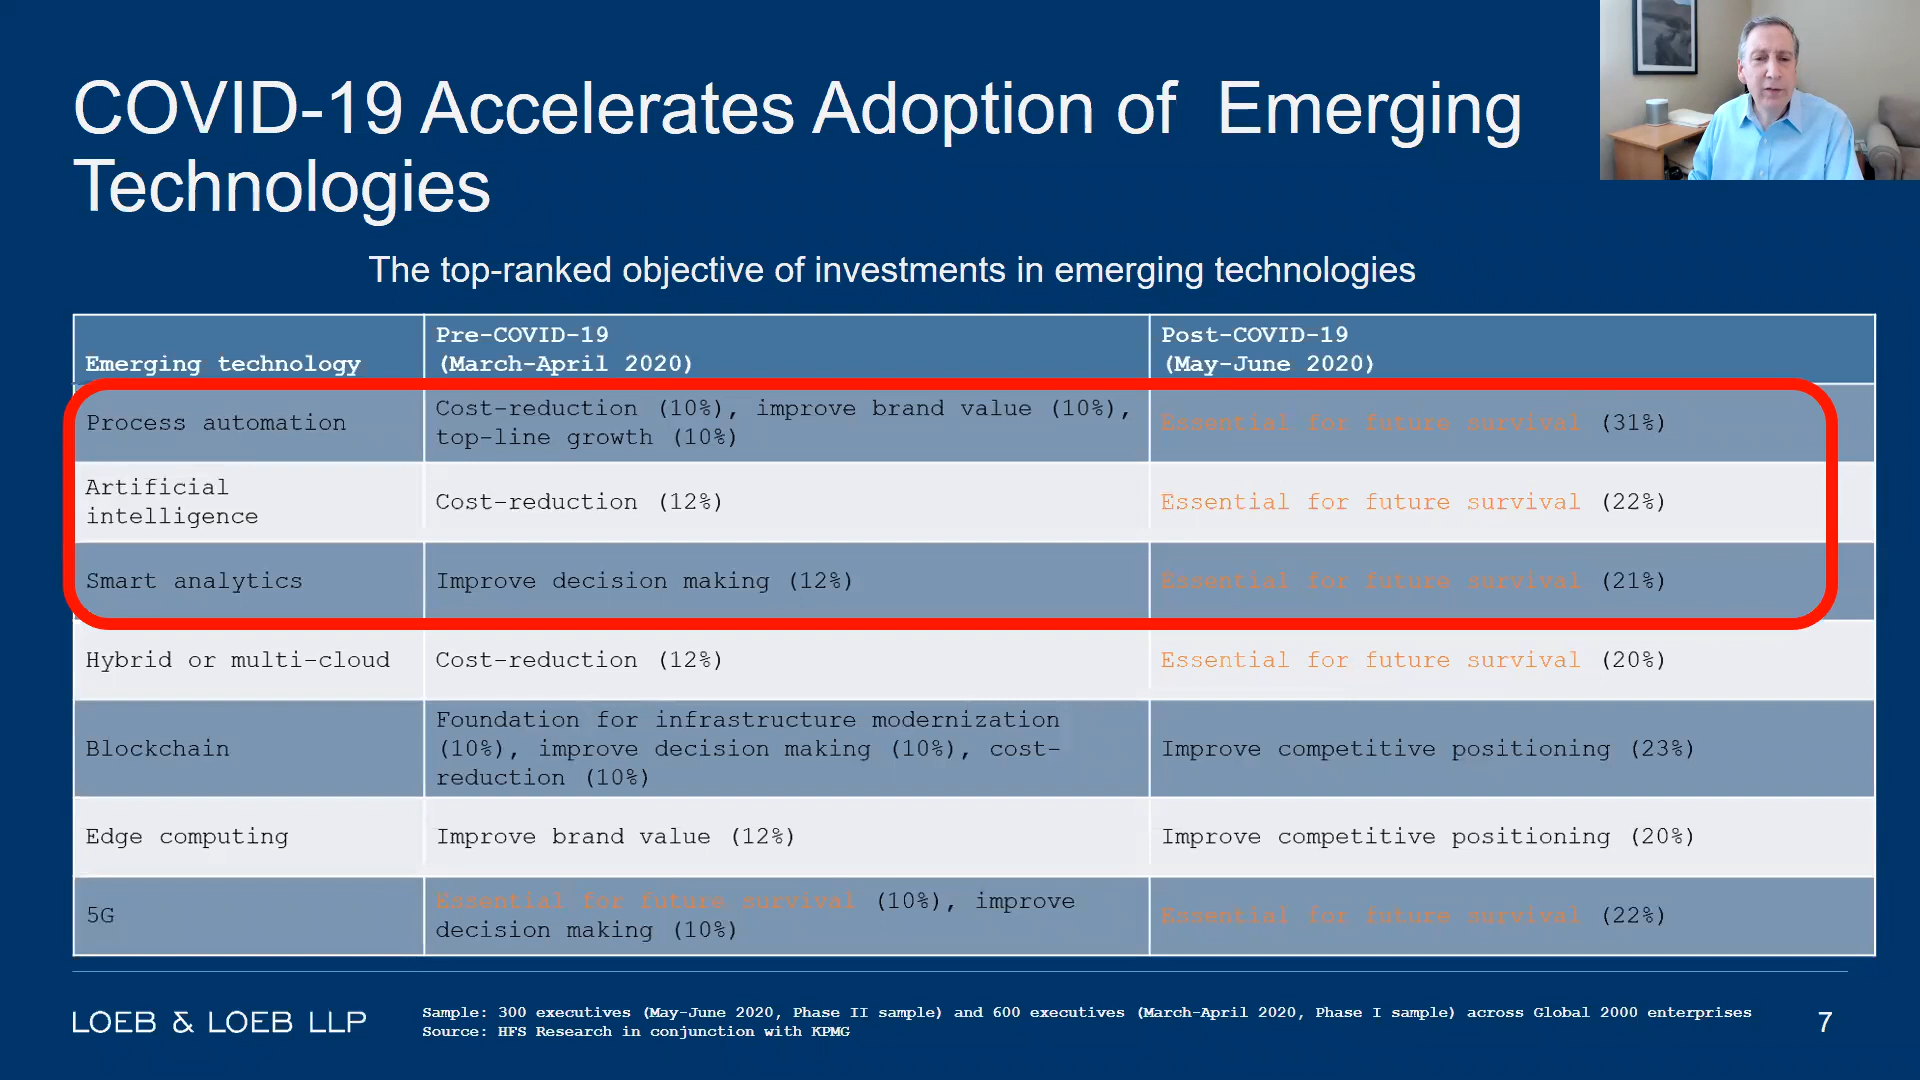 COVID-19 Accelerates Adoption of Emerging
Technologies
The top-ranked objective of investments in emerging technologies
Emerging technology
Pre-COVID-19
(March-April 2020)
Post-COVID-19
(May-June 2020)
Process automation
Cost-reduction (10%), improve brand value (10%),
top-line growth (10%)
Essential for future survival (31%)
Artificial
intelligence
Cost-reduction (12%)
Essential for future survival (22%)
Smart analytics
Improve decision making (12%)
Essential for future survival (21%)
Hybrid or multi-cloud
Cost-reduction (12%)
Essential for future survival (20%)
Blockchain
Foundation for infrastructure modernization
(10%), improve decision making (10%), cost-
reduction (10%)
Improve competitive positioning (23%)
Edge computing
Improve brand value (12%)
Improve competitive positioning (20%)
5G
Essential for future survival (10%), improve
decision making (10%)
Essential for future survival (22%)
LOEB & LOEB LLP
Sample: 300 executives (May-June 2020, Phase II sample) and 600 executives (March-April 2020, Phase I sample) across Global 2000 enterprises
Source: HFS Research in conjunction with KPMG
7